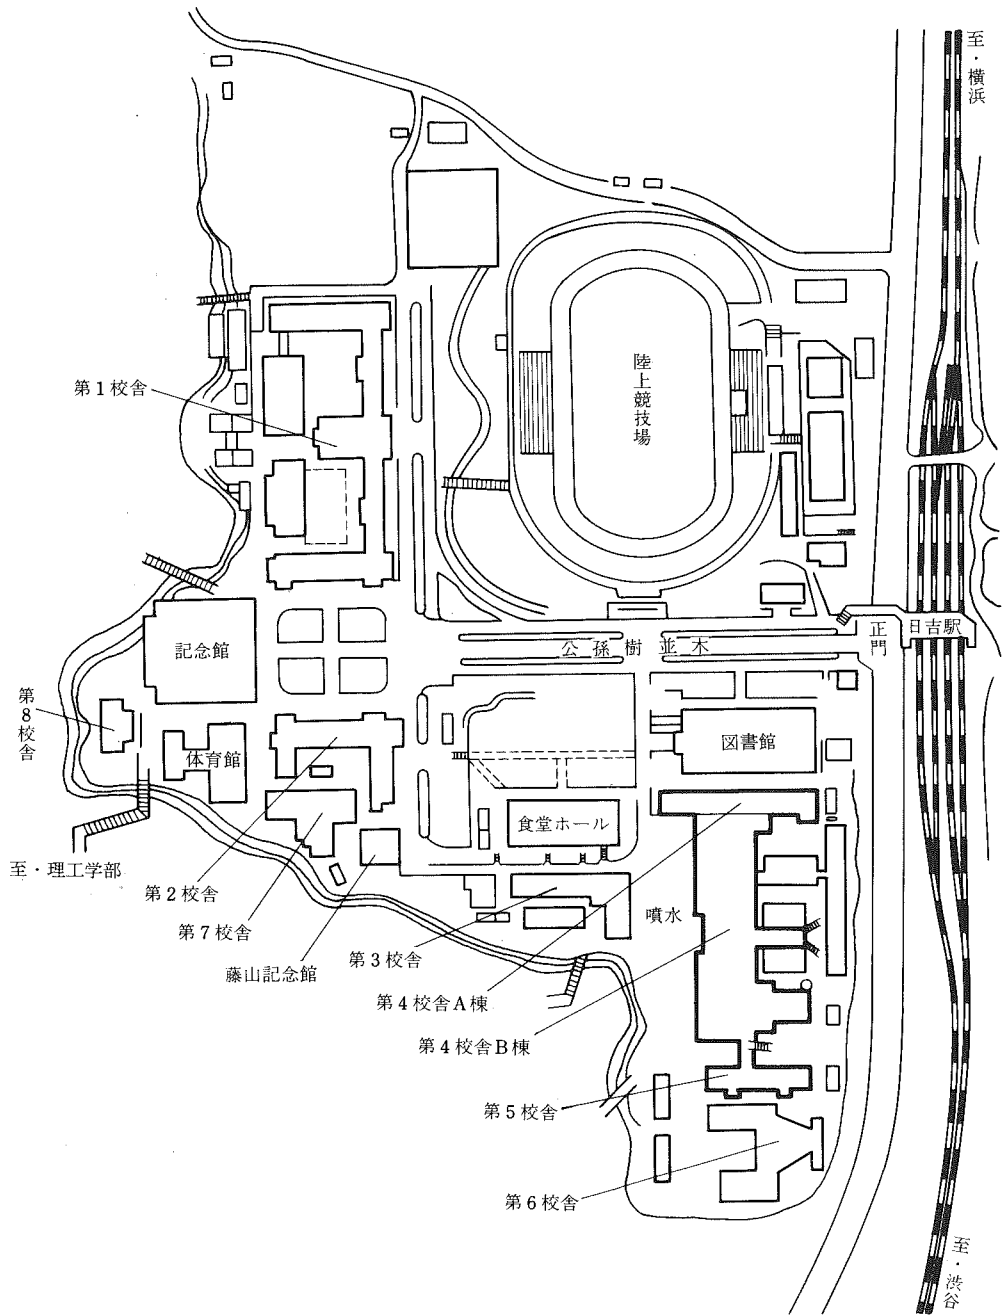 至・横浜
第1校舎
陸上競技場
記念館
公孫樹並木
正門
日吉駅
第8校舎
体育館
図書館
食堂ホール
至・理工学部
第2校舎
第7校舎
藤山記念館
第3校舎
噴水
第4校舎A棟
第4校舎B棟
第5校舎
第6校舎
至・渋谷